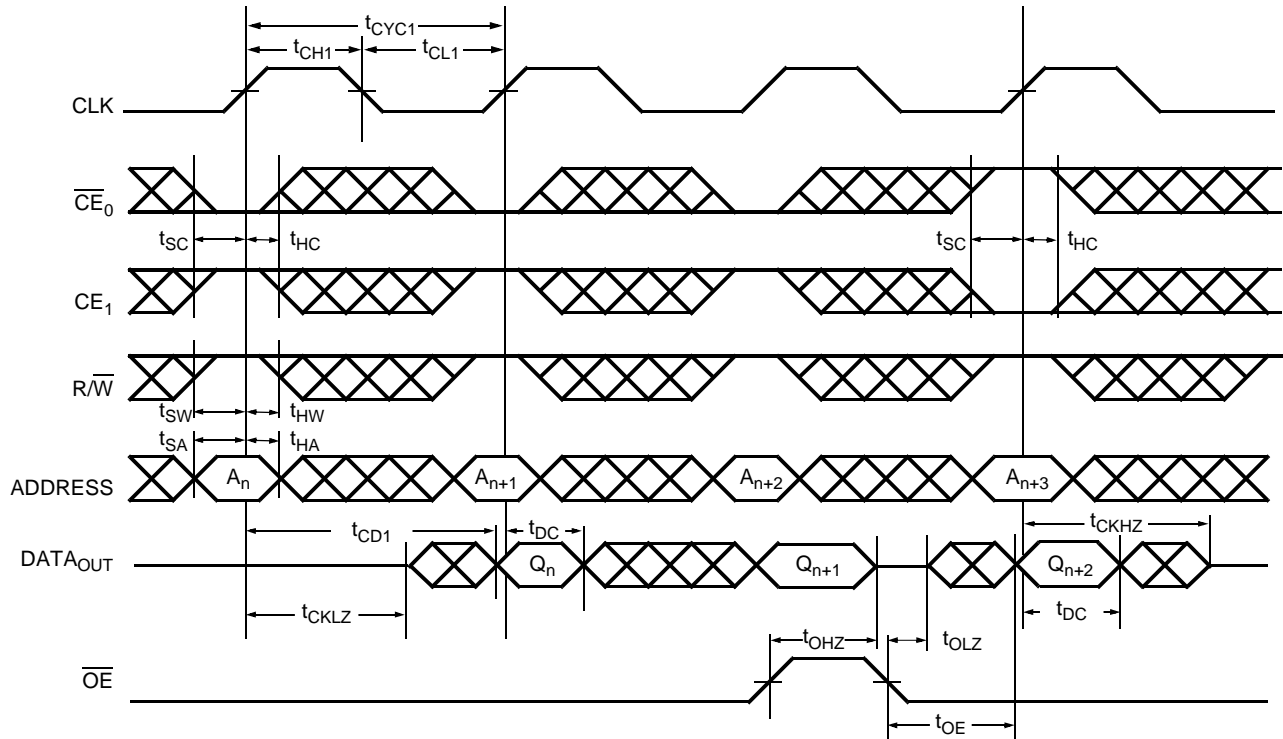 tCYC1
tCH1 tCL1
CLK
CE0
tSC tHC tSC tHC
CE1
R/W
tSW tHW
tSA tHA
ADDRESS An An+1 An+2 An+3
tCD1 tDC tCKHZ
DATAOUT Qn Qn+1 Qn+2
tCKLZ tDC
tOHZ tOLZ
OE
tOE